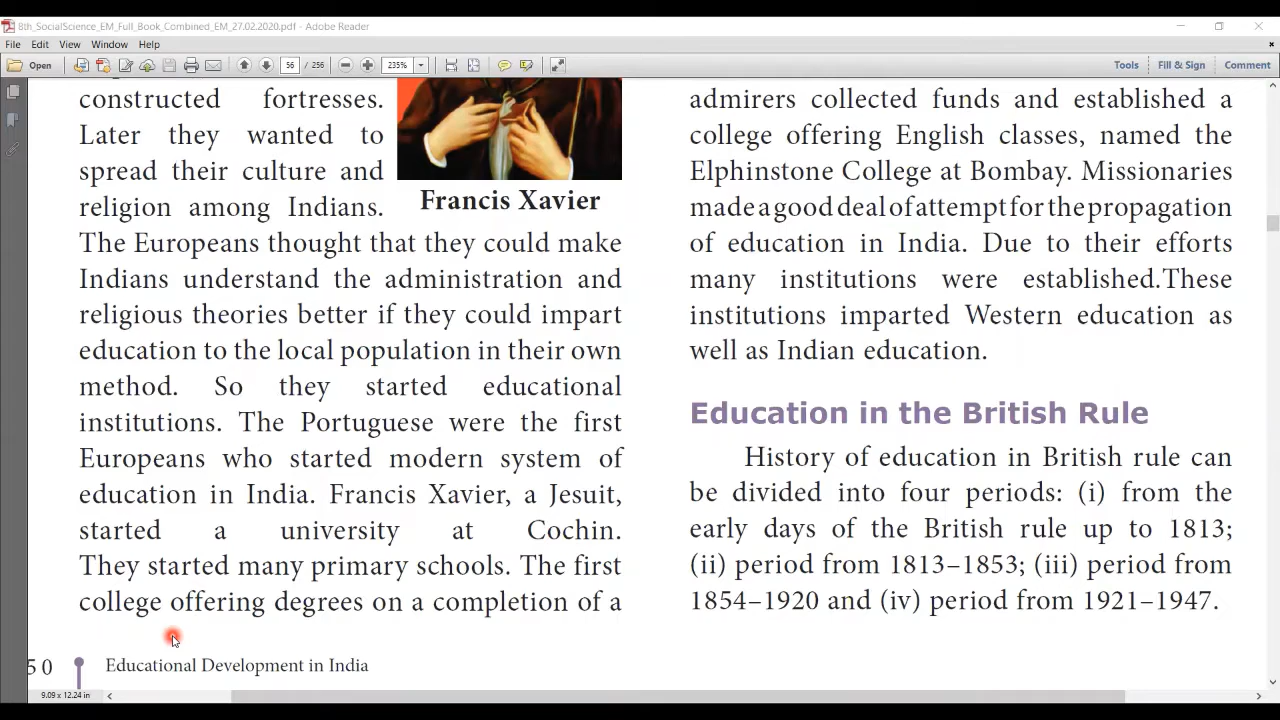 8th_SocialScience_EM_Full_Book_Combined_EM_27.02.2020.pdf - Adobe Reader
File Edit View Window Help
Open 56 / 256 235% Tools Fill & Sign Comment
constructed fortresses.
Later they wanted to
spread their culture and
religion among Indians.
Francis Xavier
The Europeans thought that they could make
Indians understand the administration and
religious theories better if they could impart
education to the local population in their own
method. So they started educational
institutions. The Portuguese were the first
Europeans who started modern system of
education in India. Francis Xavier, a Jesuit,
started a university at Cochin.
They started many primary schools. The first
college offering degrees on a completion of a
admirers collected funds and established a
college offering English classes, named the
Elphinstone College at Bombay. Missionaries
made a good deal of attempt for the propagation
of education in India. Due to their efforts
many institutions were established.These
institutions imparted Western education as
well as Indian education.
Education in the British Rule
History of education in British rule can
be divided into four periods: (i) from the
early days of the British rule up to 1813;
(ii) period from 1813–1853; (iii) period from
1854–1920 and (iv) period from 1921–1947.
50 Educational Development in India
9.09 x 12.24 in